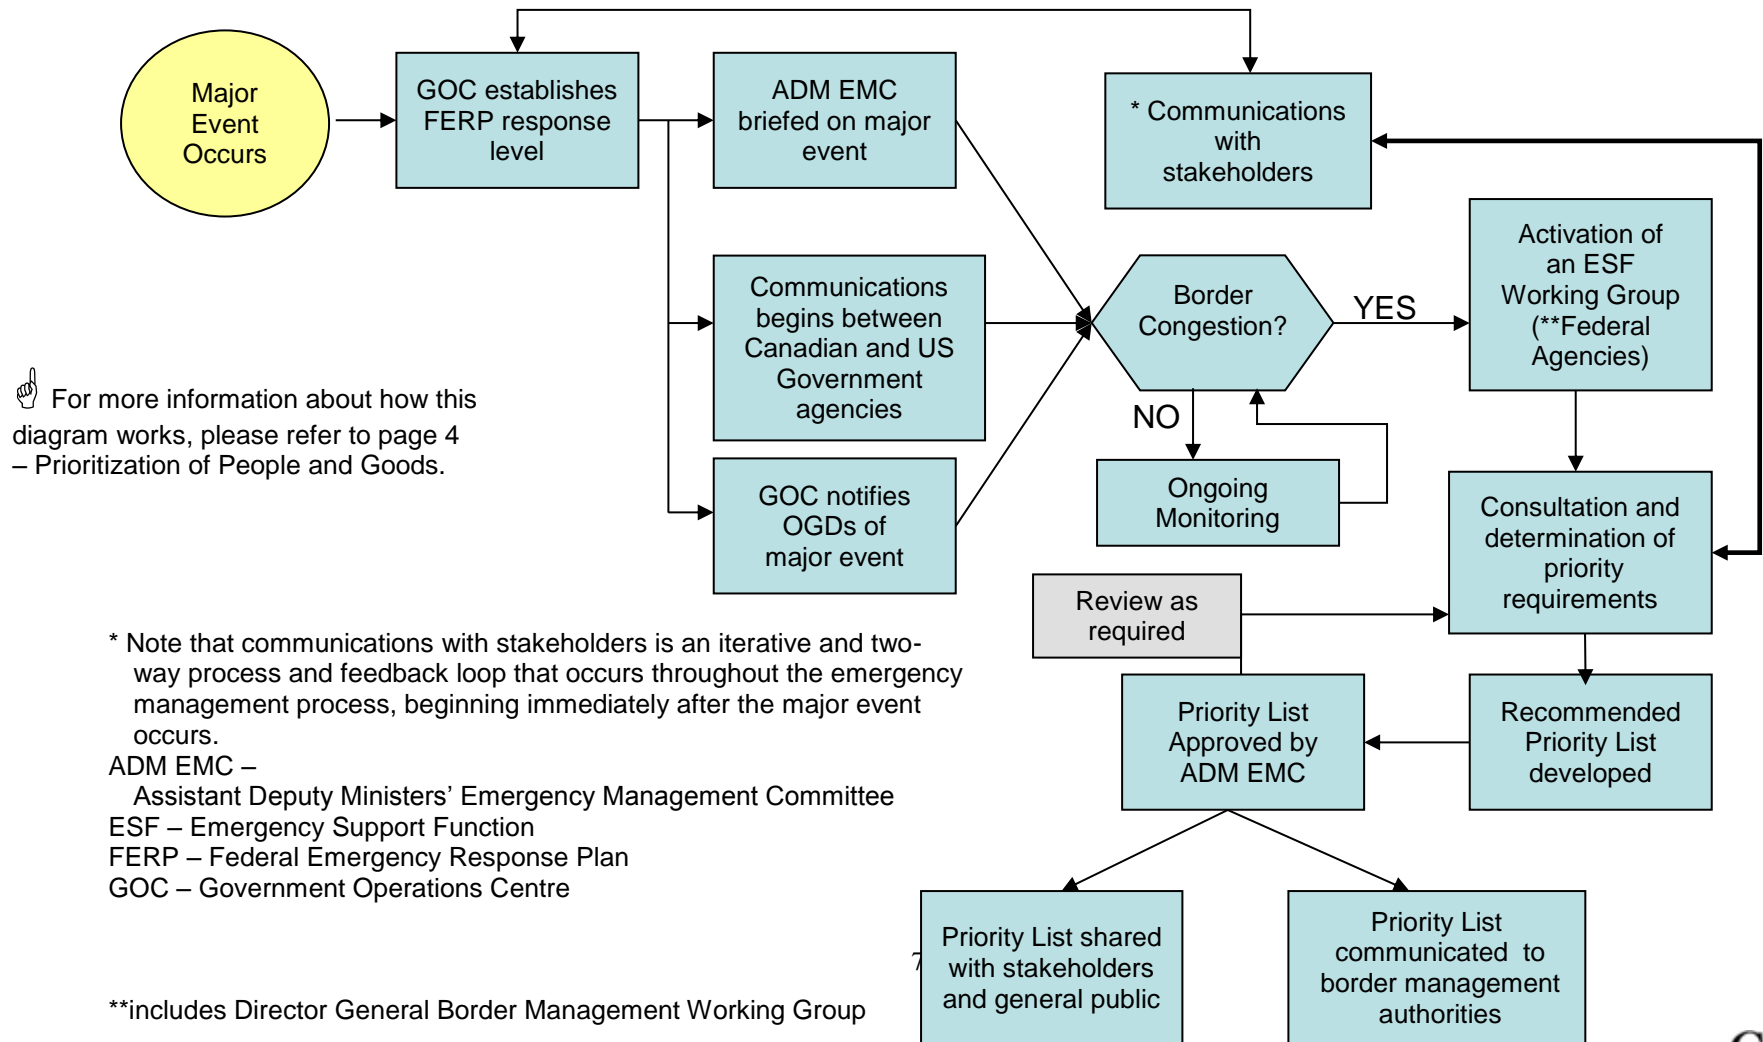 Major
Event
Occurs
GOC establishes
FERP response
level
ADM EMC
briefed on major
event
* Communications
with
stakeholders
Communications
begins between
Canadian and US
Government
agencies
GOC notifies
OGDs of
major event
Border
Congestion?
YES
NO
Ongoing
Monitoring
Activation of
an ESF
Working Group
(**Federal
Agencies)
Consultation and
determination of
priority
requirements
Review as
required
Recommended
Priority List
developed
Priority List
Approved by
ADM EMC
Priority List shared
with stakeholders
and general public
Priority List
communicated to
border management
authorities
☝ For more information about how this
diagram works, please refer to page 4
– Prioritization of People and Goods.
* Note that communications with stakeholders is an iterative and two-
way process and feedback loop that occurs throughout the emergency
management process, beginning immediately after the major event
occurs.
ADM EMC –
Assistant Deputy Ministers’ Emergency Management Committee
ESF – Emergency Support Function
FERP – Federal Emergency Response Plan
GOC – Government Operations Centre
7
**includes Director General Border Management Working Group